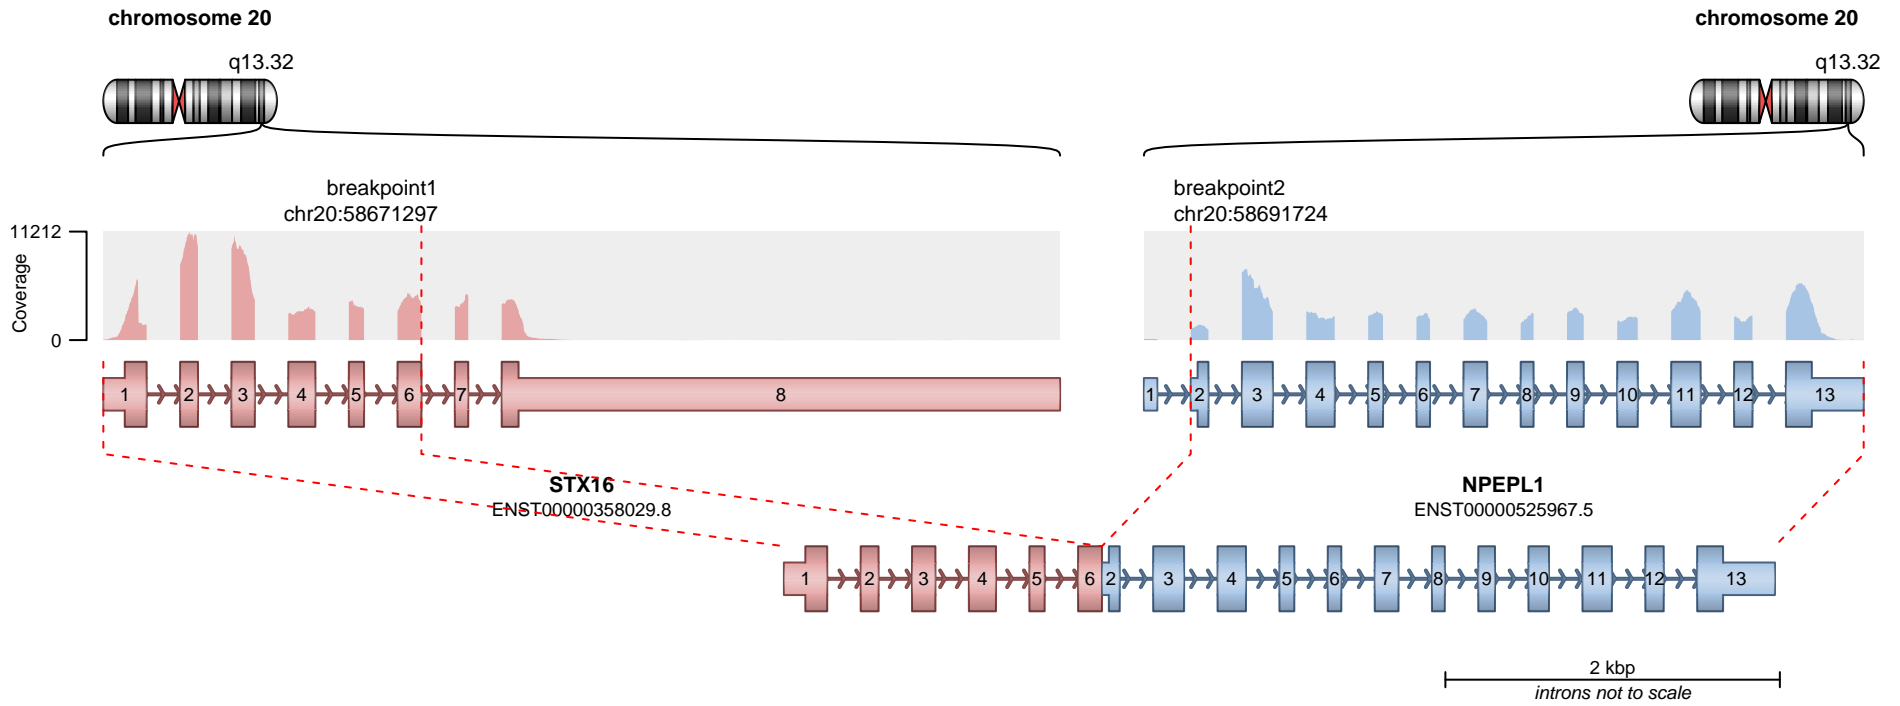 chromosome 20
chromosome 20
q13.32
q13.32
breakpoint1
chr20:58671297
breakpoint2
chr20:58691724
11212
Coverage
0
1 2 3 4 5 6 7 8
1 2 3 4 5 6 7 8 9 10 11 12 13
STX16
ENST00000358029.8
NPEPL1
ENST00000525967.5
1 2 3 4 5 6 2 3 4 5 6 7 8 9 10 11 12 13
2 kbp
introns not to scale